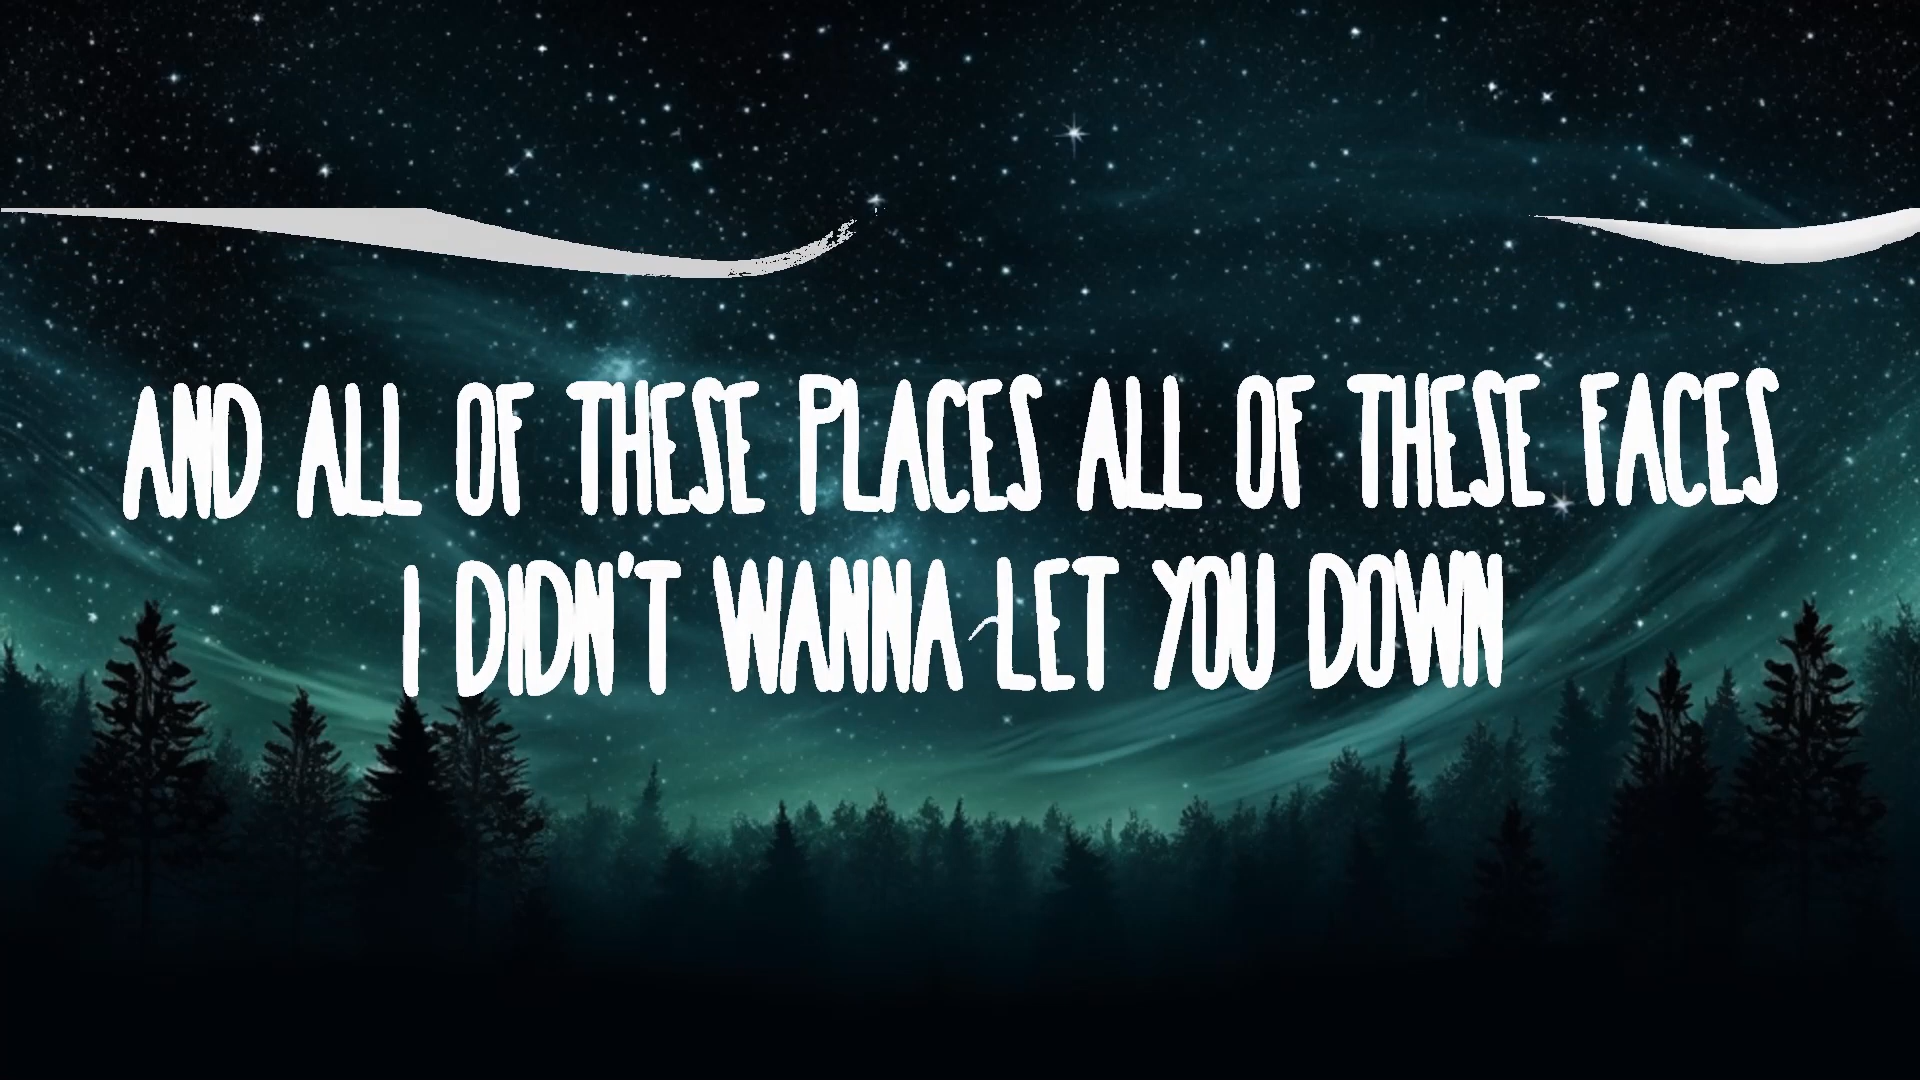 AND ALL OF THESE PLACES ALL OF THESE FACES
I DIDN'T WANNA LET YOU DOWN